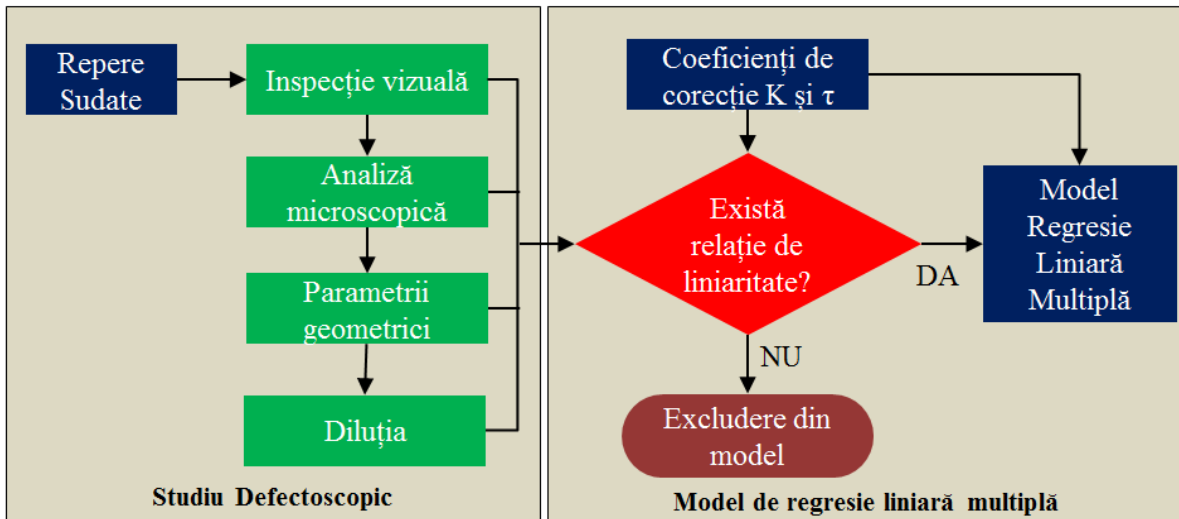 Repere
Sudate
Inspecție vizuală
Analiză
microscopică
Parametrii
geometrici
Diluția
Studiu Defectoscopic
Coeficienți de
corecție K și τ
Există
relație de
liniaritate?
DA
NU
Model
Regresie
Liniară
Multiplă
Excludere din
model
Model de regresie liniară multiplă